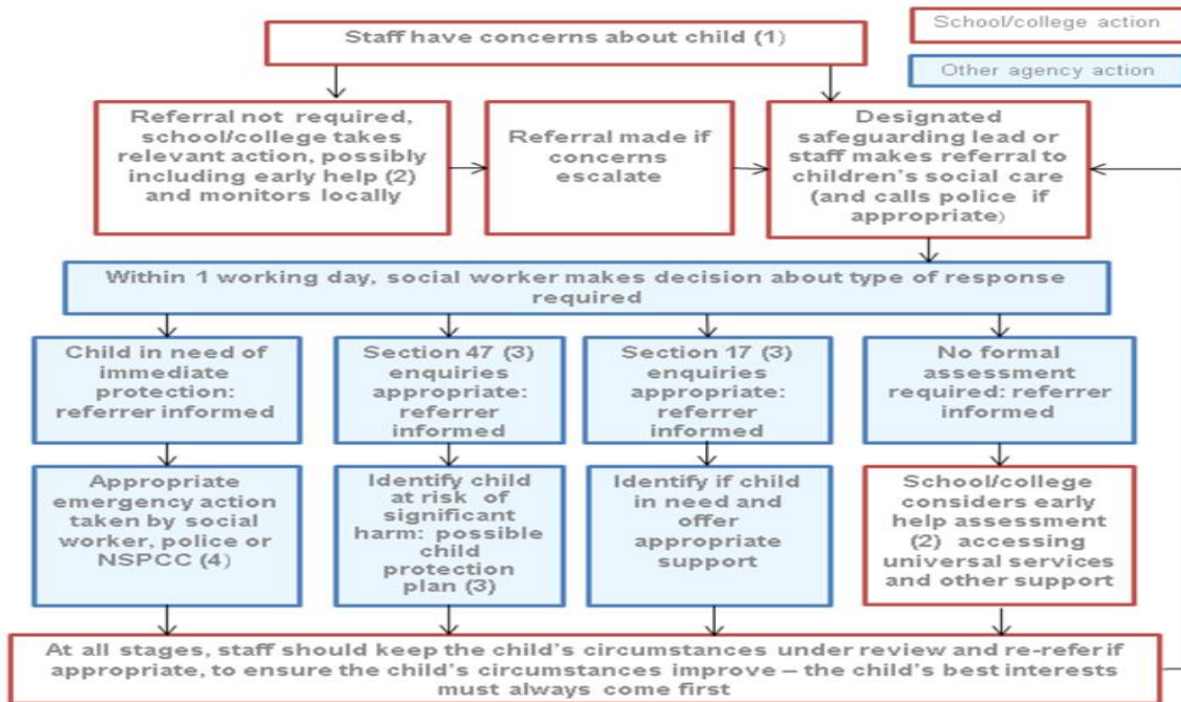 Staff have concerns about child (1)
School/college action
Other agency action
Referral not required,
school/college takes
relevant action, possibly
including early help (2)
and monitors locally
Referral made if
concerns
escalate
Designated
safeguarding lead or
staff makes referral to
children's social care
(and calls police if
appropriate)
Within 1 working day, social worker makes decision about type of response
required
Child in need of
immediate
protection:
referrer informed
Section 47 (3)
enquiries
appropriate:
referrer
informed
Section 17 (3)
enquiries
appropriate:
referrer
informed
No formal
assessment
required: referrer
informed
Appropriate
emergency action
taken by social
worker, police or
NSPCC (4)
Identify child
at risk of
significant
harm: possible
child
protection
plan (3)
Identify if child
in need and
offer
appropriate
support
School/college
considers early
help assessment
(2) accessing
universal services
and other support
At all stages, staff should keep the child's circumstances under review and re-refer if
appropriate, to ensure the child's circumstances improve – the child's best interests
must always come first